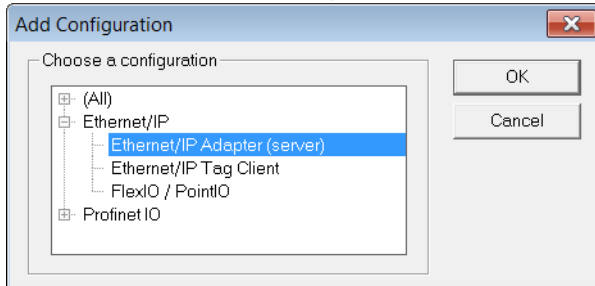 Add Configuration
Choose a configuration
(All)
Ethernet/IP
Ethernet/IP Adapter (server)
Ethernet/IP Tag Client
FlexIO / PointIO
Profinet IO
OK
Cancel